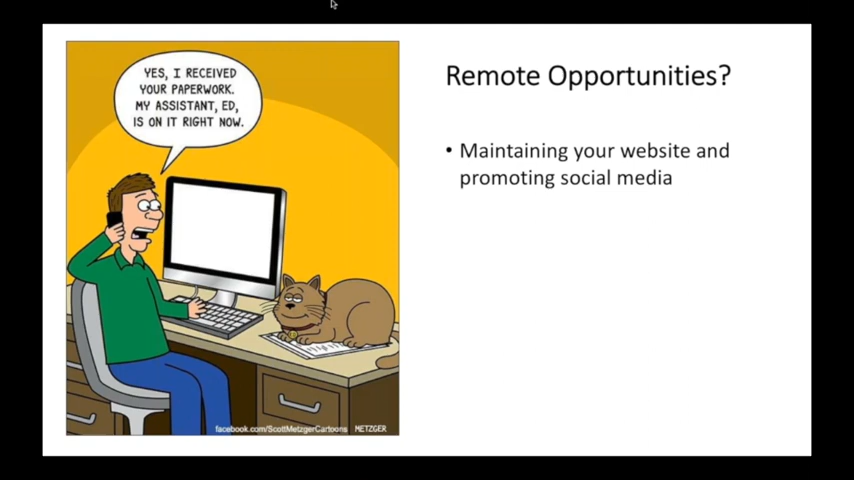 YES, I RECEIVED
YOUR PAPERWORK.
MY ASSISTANT, ED,
IS ON IT RIGHT NOW.
facebook.com/ScottMetzgerCartoons METZGER
Remote Opportunities?
• Maintaining your website and
promoting social media